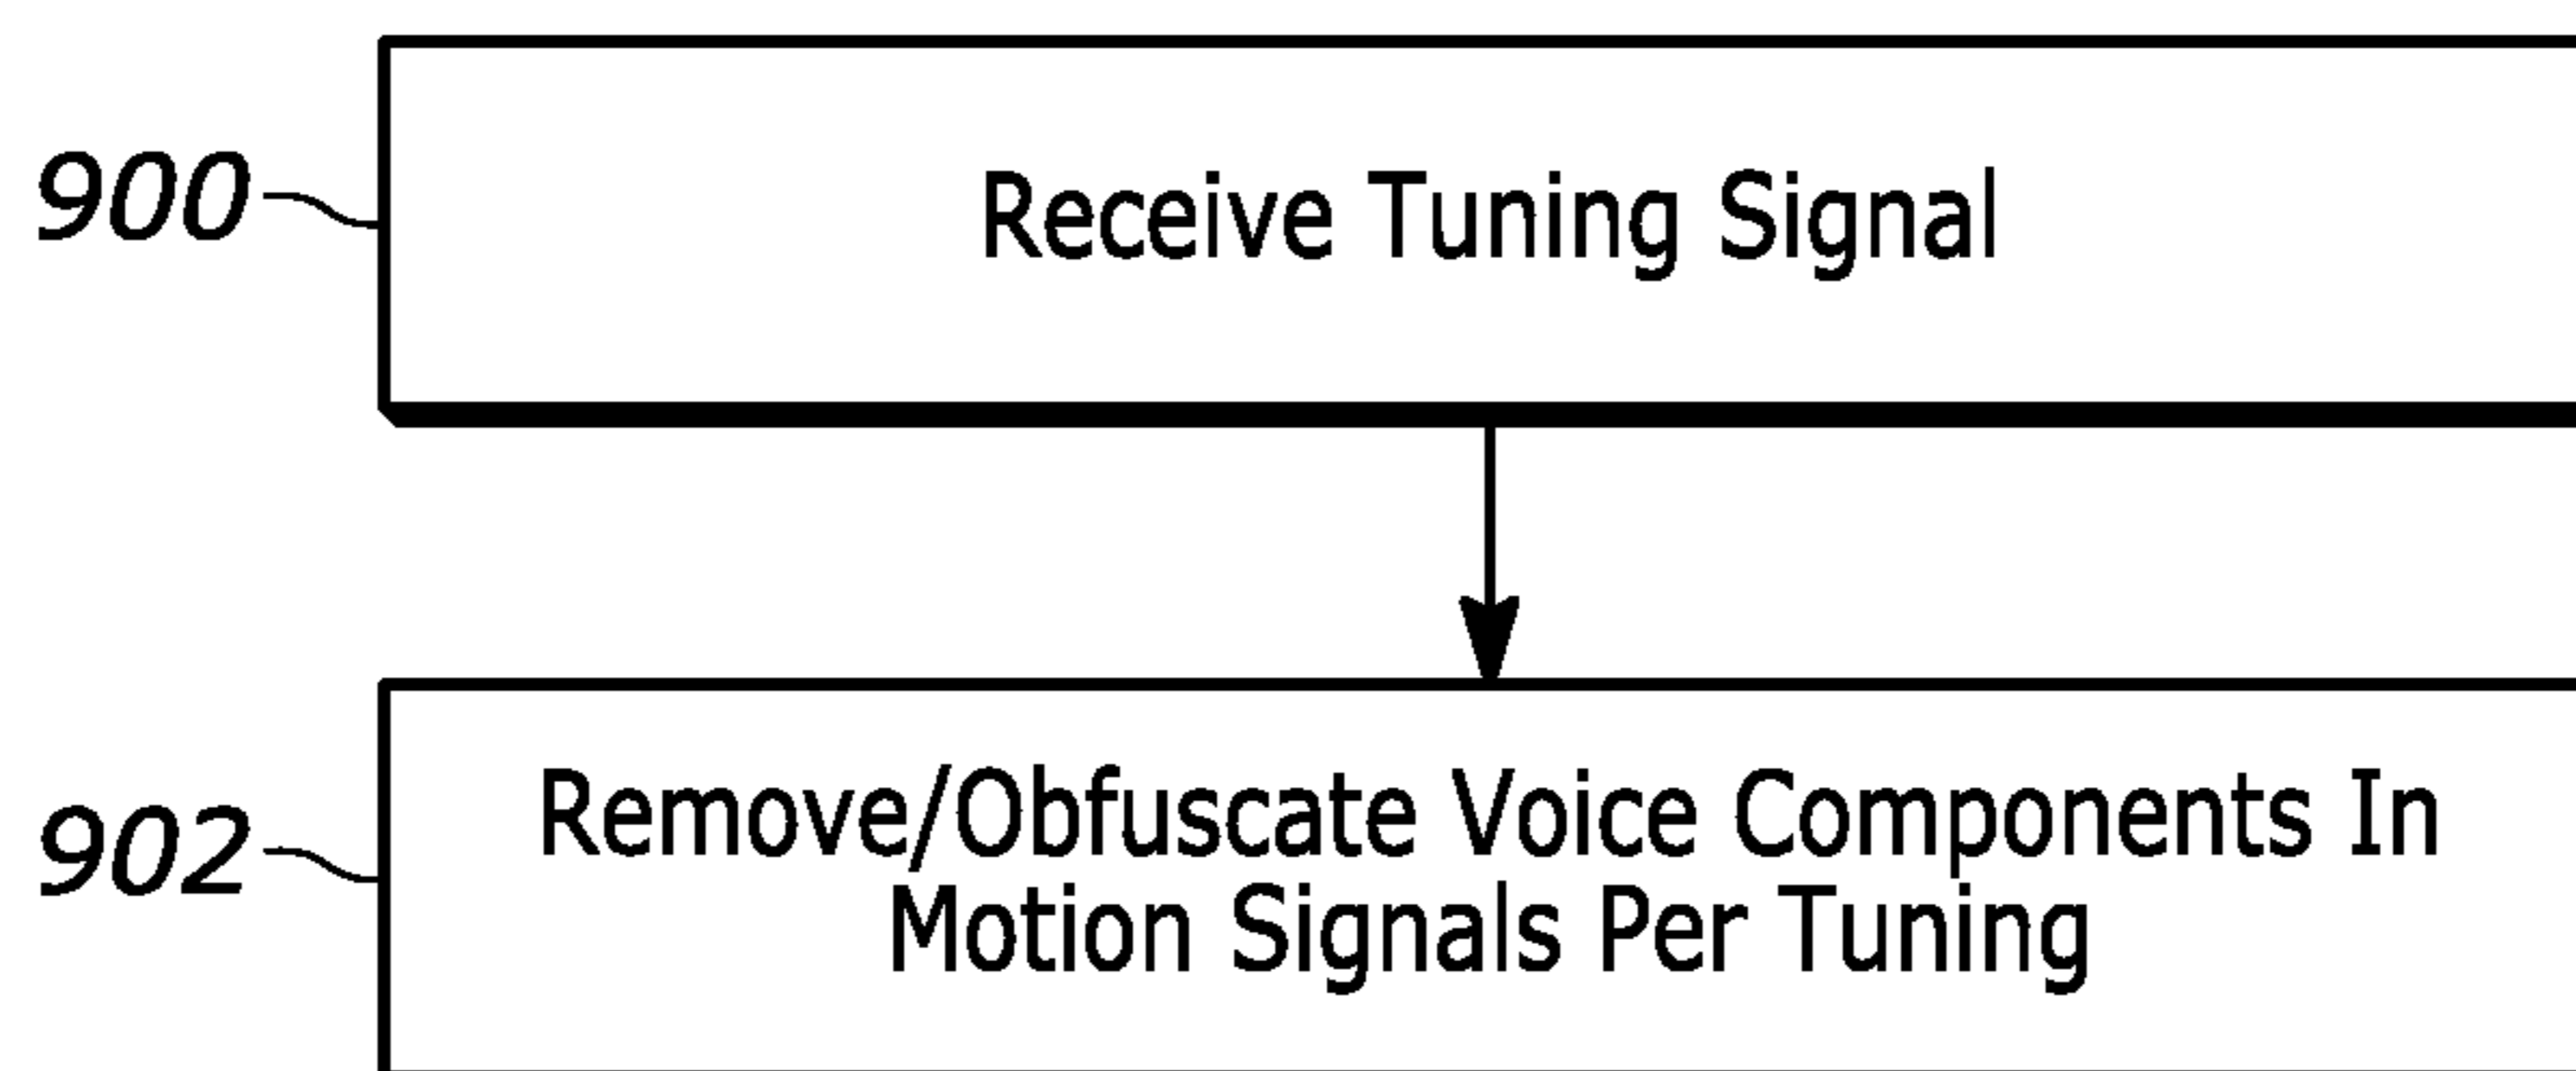 900
Receive Tuning Signal
902
Remove/Obfuscate Voice Components In
Motion Signals Per Tuning